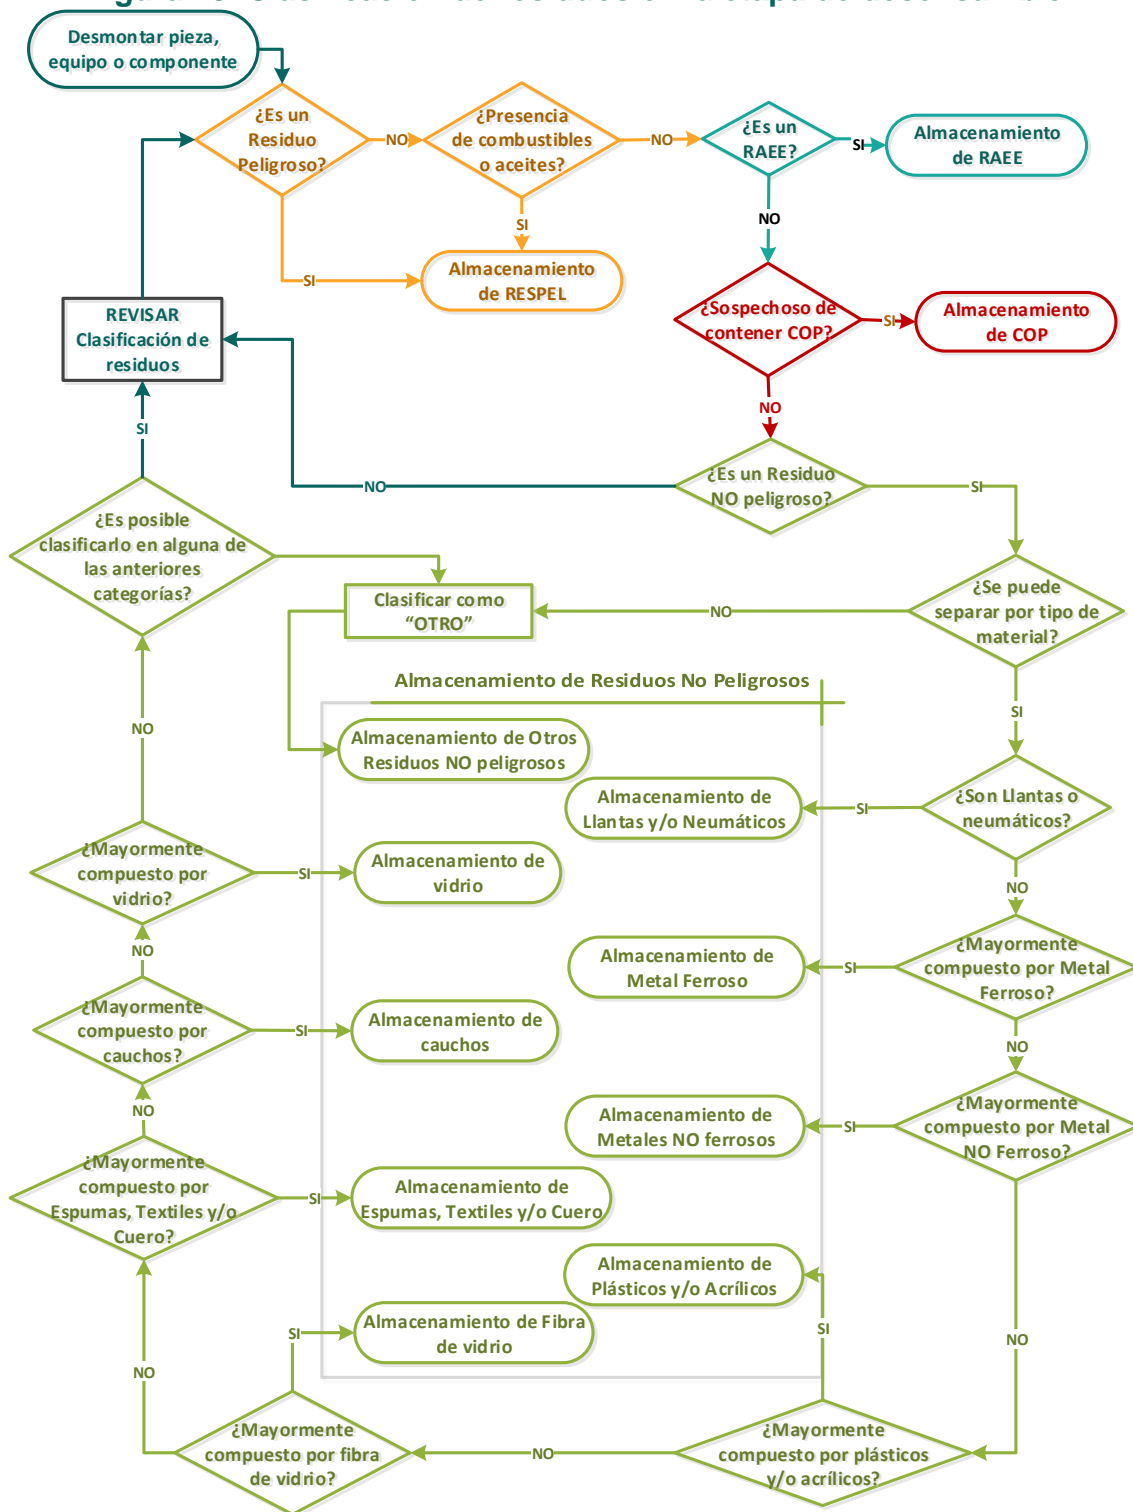 Desmontar pieza,
equipo o componente
¿Es un
Residuo
Peligroso?
NO
¿Presencia
de combustibles
o aceites?
NO
¿Es un
RAEE?
SI
Almacenamiento
de RAEE
SI
SI
Almacenamiento
de RESPEL
NO
REVISAR
Clasificación de
residuos
¿Sospechoso de
contener COP?
SI
Almacenamiento
de COP
NO
SI
¿Es un Residuo
NO peligroso?
NO
SI
¿Es posible
clasificarlo en alguna de
las anteriores
categorías?
Clasificar como
“OTRO”
NO
¿Se puede
separar por tipo de
material?
Almacenamiento de Residuos No Peligrosos
SI
NO
Almacenamiento de Otros
Residuos NO peligrosos
Almacenamiento de
Llantas y/o Neumáticos
SI
¿Son Llantas o
neumáticos?
¿Mayormente
compuesto por
vidrio?
SI
Almacenamiento de
vidrio
NO
NO
Almacenamiento de
Metal Ferroso
SI
¿Mayormente
compuesto por Metal
Ferroso?
¿Mayormente
compuesto por
cauchos?
SI
Almacenamiento de
cauchos
NO
NO
Almacenamiento de
Metales NO ferrosos
SI
¿Mayormente
compuesto por Metal
NO Ferroso?
¿Mayormente
compuesto por
Espumas, Textiles y/o
Cuero?
SI
Almacenamiento de
Espumas, Textiles y/o Cuero
Almacenamiento de
Plásticos y/o Acrílicos
SI
NO
Almacenamiento de Fibra
de vidrio
SI
NO
¿Mayormente
compuesto por fibra
de vidrio?
NO
¿Mayormente
compuesto por plásticos
y/o acrílicos?